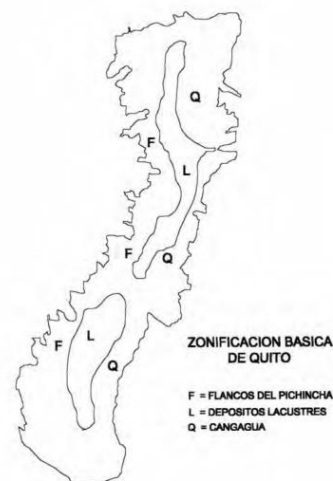 Q
F
L
F
Q
L
F
Q
ZONIFICACION BASICA
DE QUITO
F = FLANCOS DEL PICHINCHA
L = DEPOSITOS LACUSTRES
Q = CANGAGUA